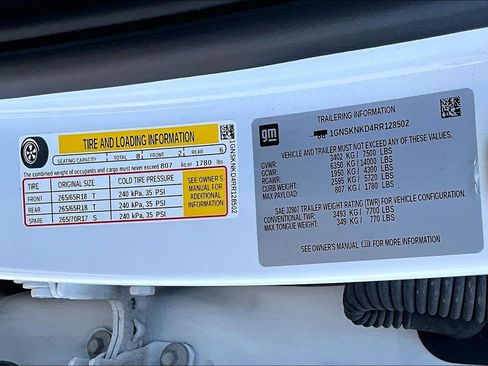 TIRE AND LOADING INFORMATION
SEATING CAPACITY TOTAL 8 FRONT 2 REAR 6
The combined weight of occupants and cargo must never exceed 807 kg or 1780 lbs
TIRE ORIGINAL SIZE COLD TIRE PRESSURE
FRONT 265/65R18 T 240 kPa, 35 PSI
REAR 265/65R18 T 240 kPa, 35 PSI
SPARE 265/70R17 S 240 kPa, 35 PSI
SEE OWNER'S
MANUAL FOR
ADDITIONAL
INFORMATION
1GNSKNKD4RR128502
gm
TRAILERING INFORMATION
1GNSKNKD4RR128502
VEHICLE AND TRAILER MUST NOT EXCEED ANY OF THESE VALUES.
GVWR: 3402 KG / 7500 LBS
GCWR: 6350 KG / 14000 LBS
RGAWR: 1950 KG / 4300 LBS
CURB WEIGHT: 2595 KG / 5720 LBS
MAX PAYLOAD: 807 KG / 1780 LBS
SAE J2807 TRAILER WEIGHT RATING (TWR) FOR VEHICLE CONFIGURATION.
CONVENTIONAL TWR: 3493 KG / 7700 LBS
MAX TONGUE WEIGHT: 349 KG / 770 LBS
SEE OWNER'S MANUAL FOR MORE INFORMATION.